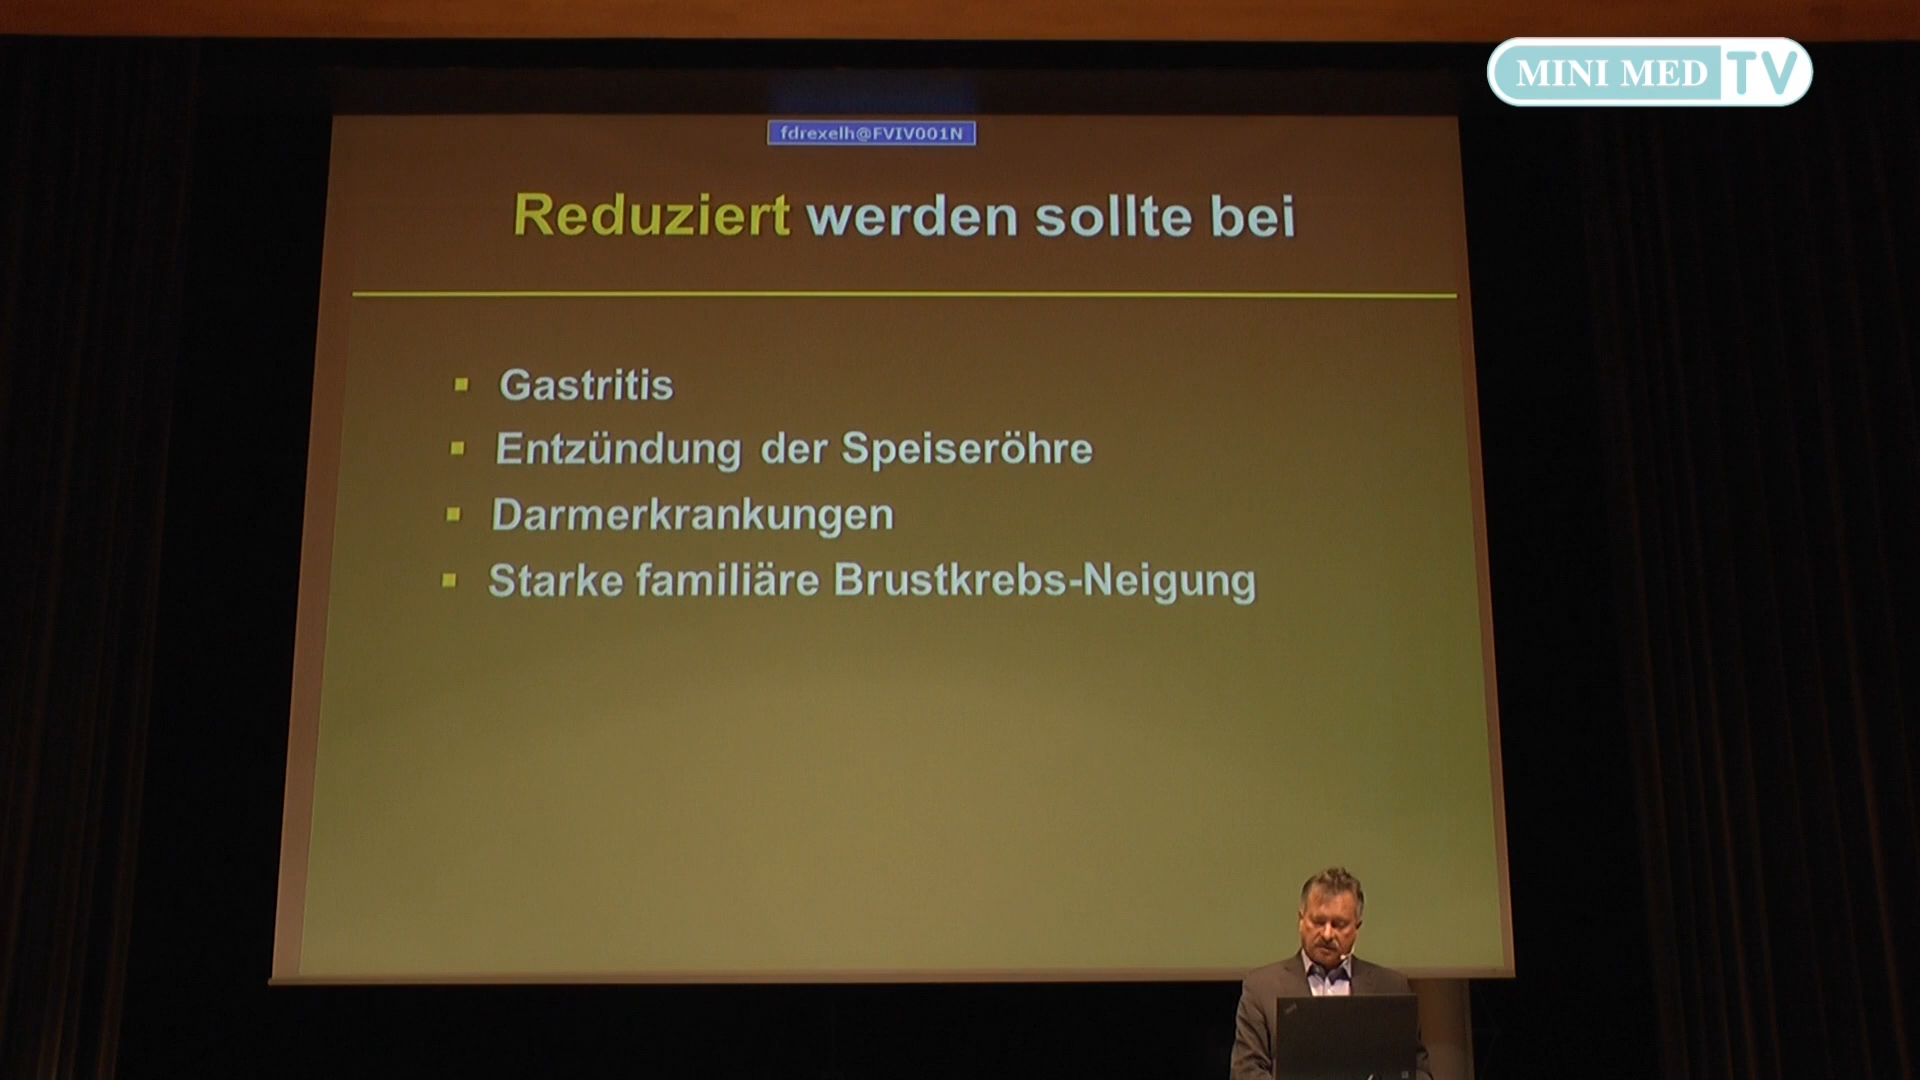 MINI MED TV
fdrexelh@FVIV001N
Reduziert werden sollte bei
Gastritis
Entzündung der Speiseröhre
Darmerkrankungen
Starke familiäre Brustkrebs-Neigung